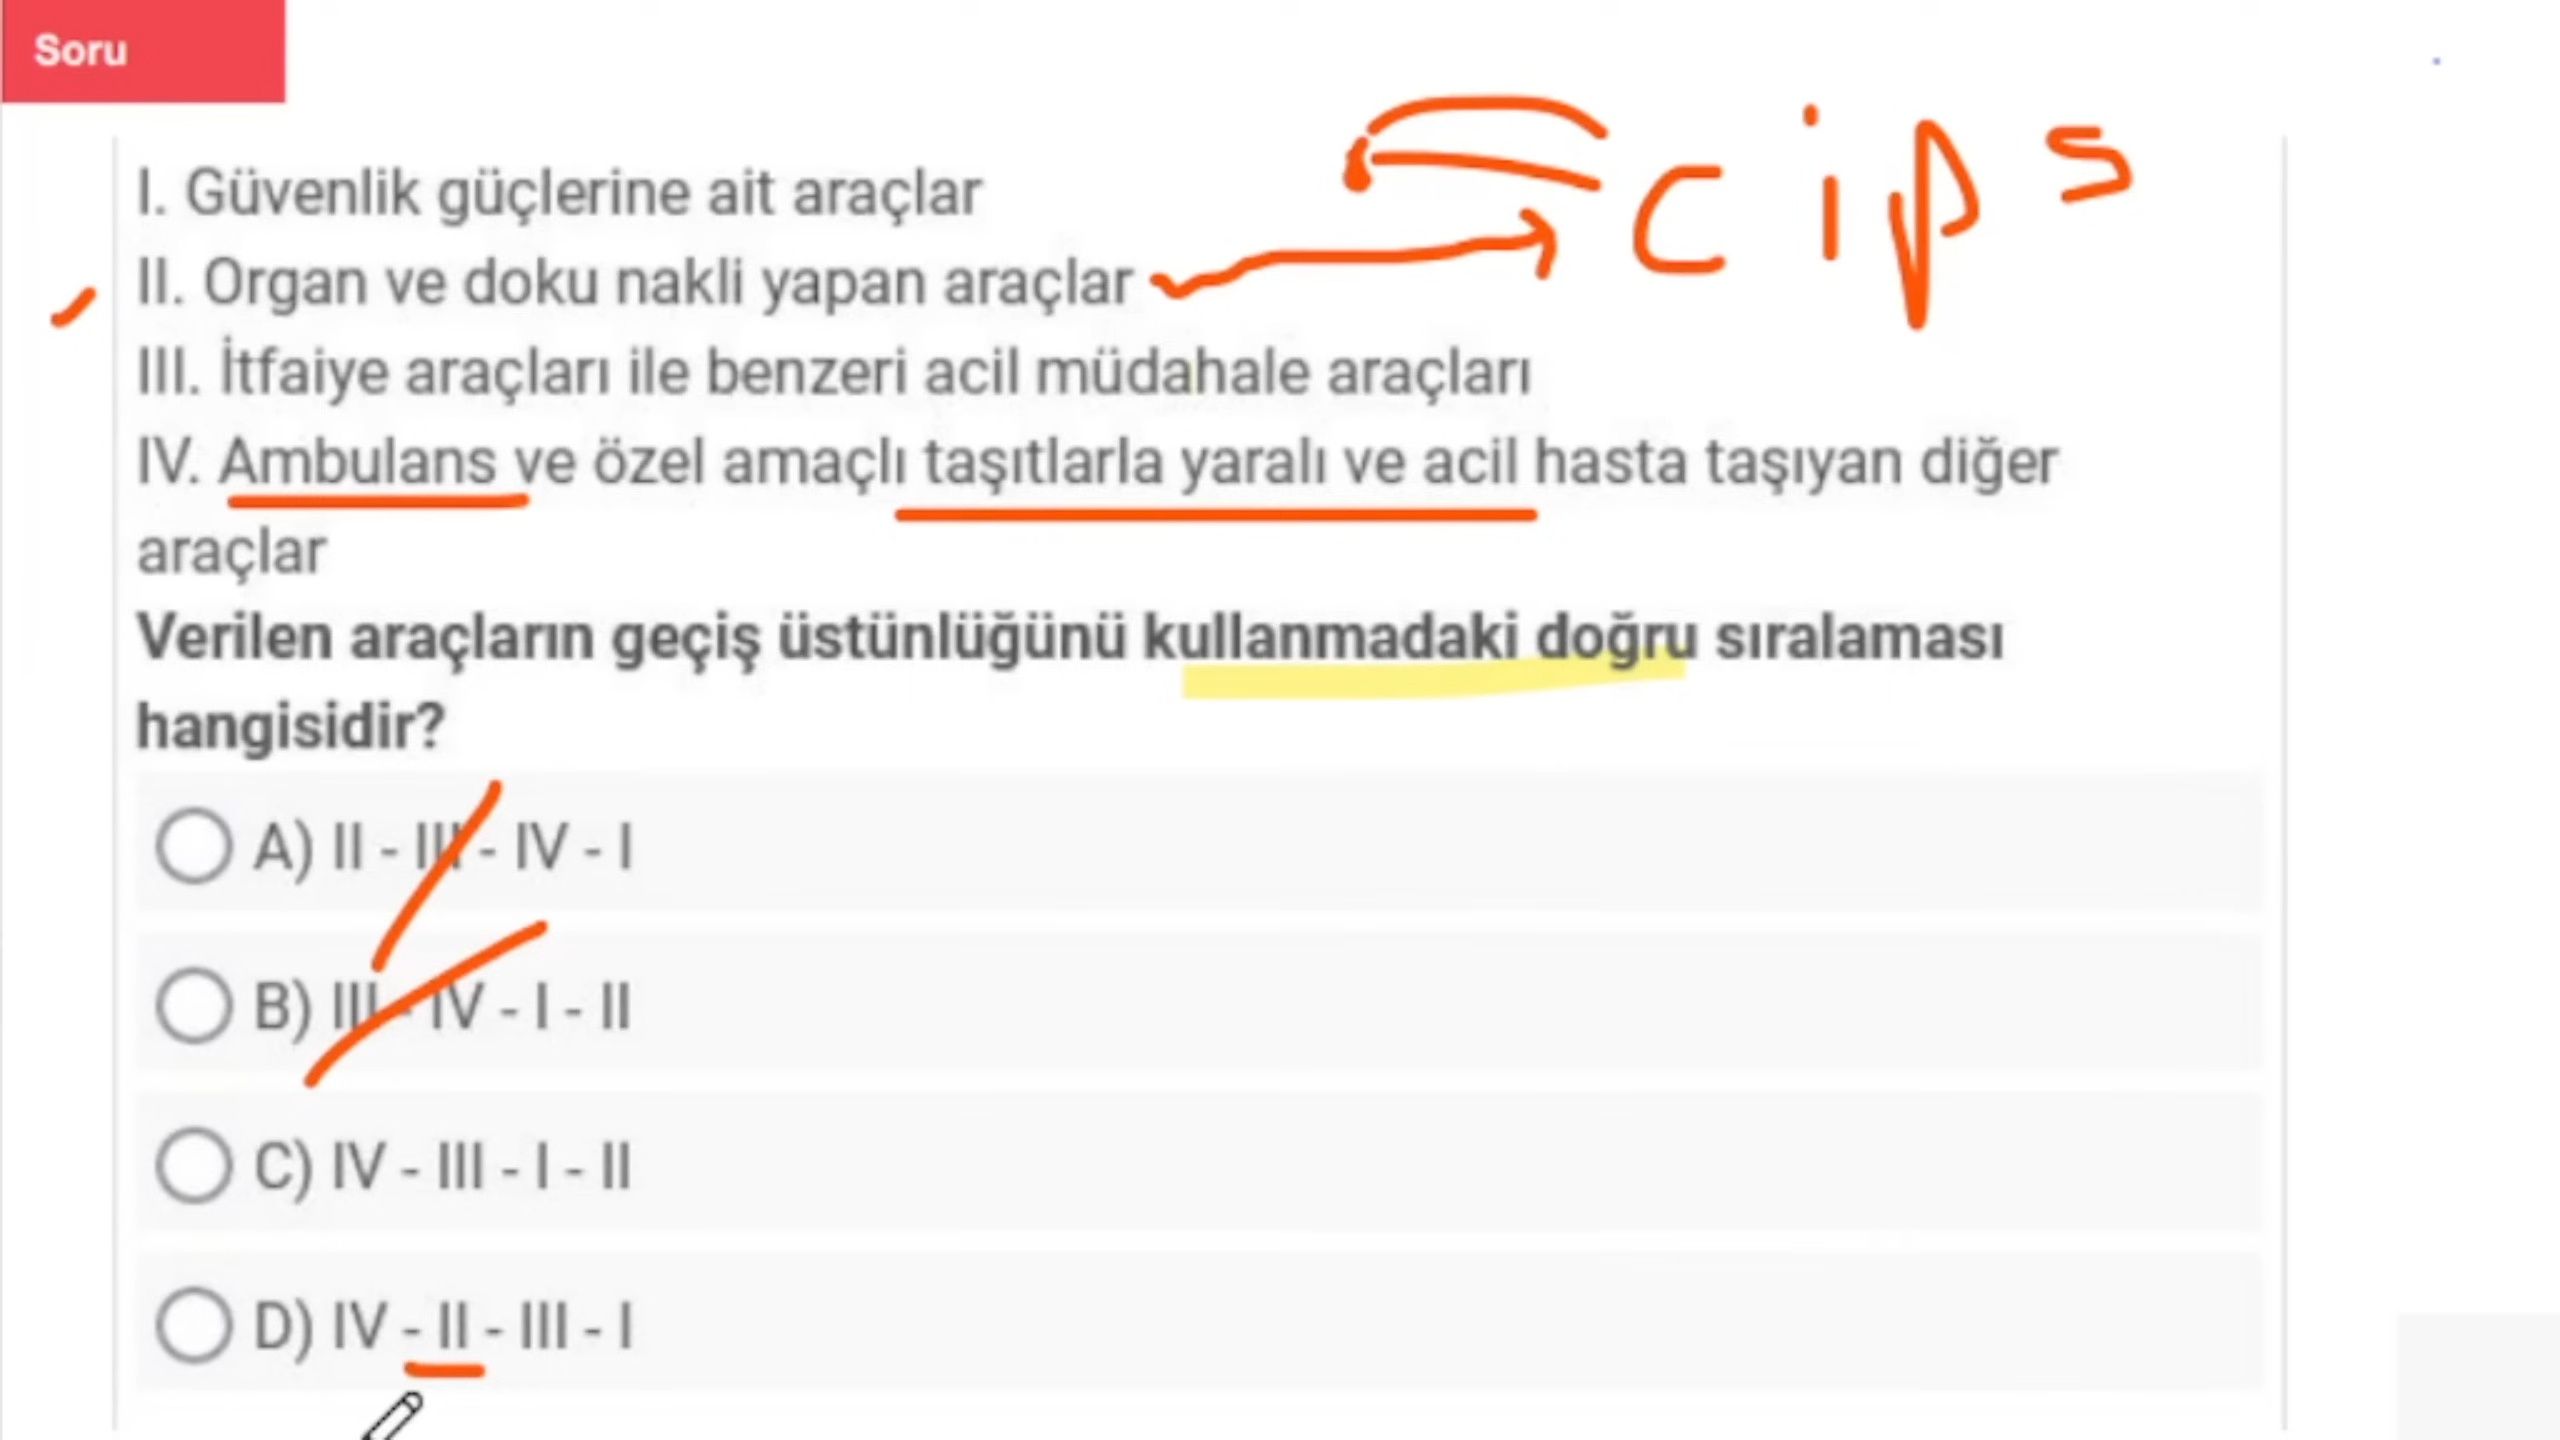 Soru
cips
I. Güvenlik güçlerine ait araçlar
II. Organ ve doku nakli yapan araçlar
III. İtfaiye araçları ile benzeri acil müdahale araçları
IV. Ambulans ve özel amaçlı taşıtlarla yaralı ve acil hasta taşıyan diğer
araçlar
Verilen araçların geçiş üstünlüğünü kullanmadaki doğru sıralaması
hangisidir?
A) II - III - IV - I
B) III - IV - I - II
C) IV - III - I - II
D) IV - II - III - I